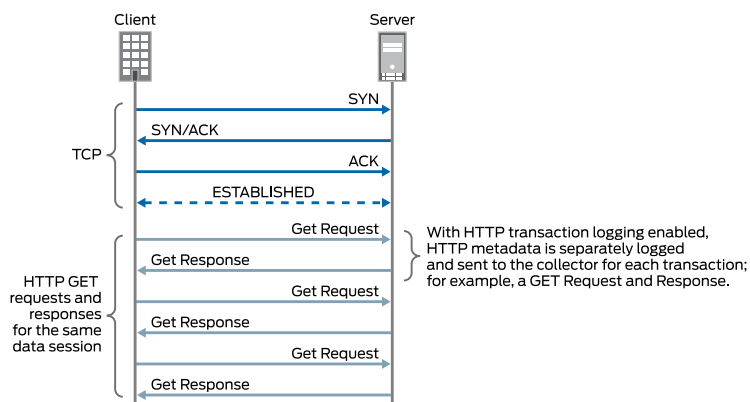 Client
Server
SYN
SYN/ACK
TCP
ACK
ESTABLISHED
Get Request
With HTTP transaction logging enabled,
HTTP metadata is separately logged
and sent to the collector for each transaction;
for example, a GET Request and Response.
Get Response
HTTP GET
requests and
responses
for the same
data session
Get Request
Get Response
Get Request
Get Response